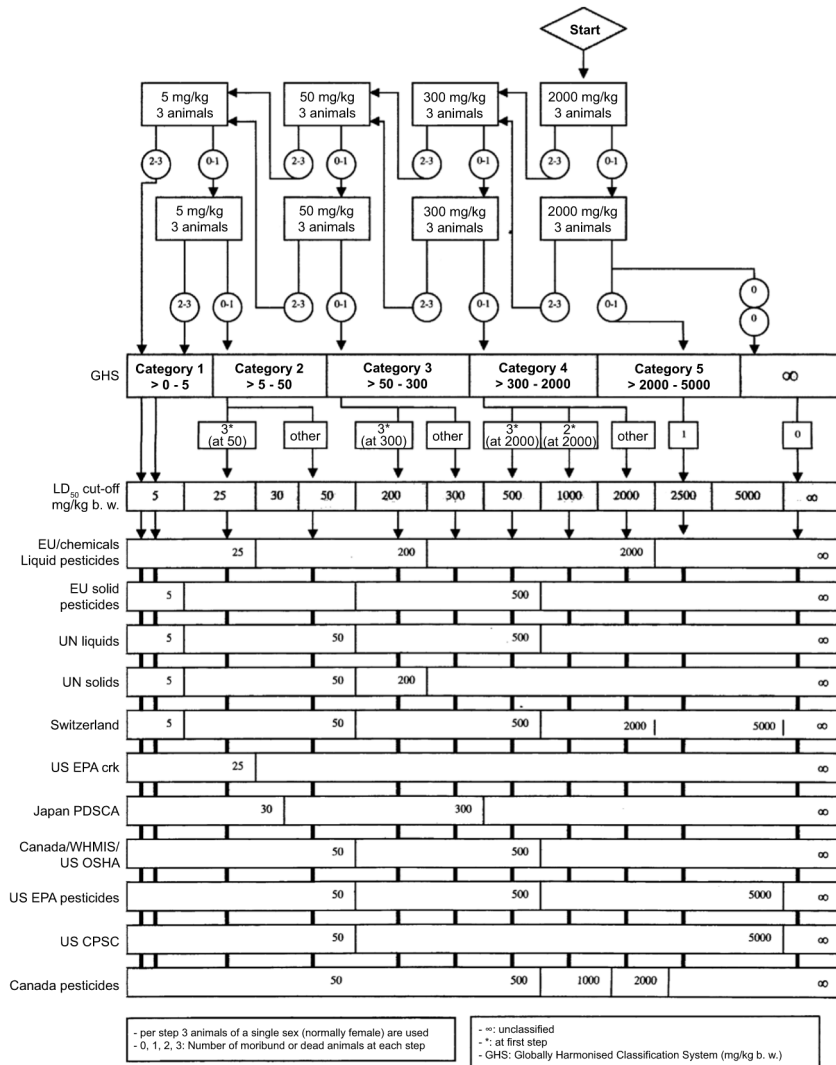 Start
5 mg/kg
3 animals
50 mg/kg
3 animals
300 mg/kg
3 animals
2000 mg/kg
3 animals
2-3
0-1
2-3
0-1
2-3
0-1
2-3
0-1
5 mg/kg
3 animals
50 mg/kg
3 animals
300 mg/kg
3 animals
2000 mg/kg
3 animals
2-3
0-1
2-3
0-1
2-3
0-1
2-3
0-1
0
0
GHS
Category 1
> 0 - 5
Category 2
> 5 - 50
Category 3
> 50 - 300
Category 4
> 300 - 2000
Category 5
> 2000 - 5000
∞
3*
(at 50)
other
3*
(at 300)
other
3*
(at 2000)
2*
(at 2000)
other
1
0
LD50 cut-off
mg/kg b. w.
5 25 30 50 200 300 500 1000 2000 2500 5000 ∞
EU/chemicals
Liquid pesticides
25 200 2000 ∞
EU solid
pesticides
5 500 ∞
UN liquids
5 50 500 ∞
UN solids
5 50 200 ∞
Switzerland
5 50 500 2000 5000 ∞
US EPA crk
25 ∞
Japan PDSCA
30 300 ∞
Canada/WHMIS/
US OSHA
50 500 ∞
US EPA pesticides
50 500 5000 ∞
US CPSC
50 5000 ∞
Canada pesticides
50 500 1000 2000 ∞
- per step 3 animals of a single sex (normally female) are used
- 0, 1, 2, 3: Number of moribund or dead animals at each step
- ∞: unclassified
- *: at first step
- GHS: Globally Harmonised Classification System (mg/kg b. w.)